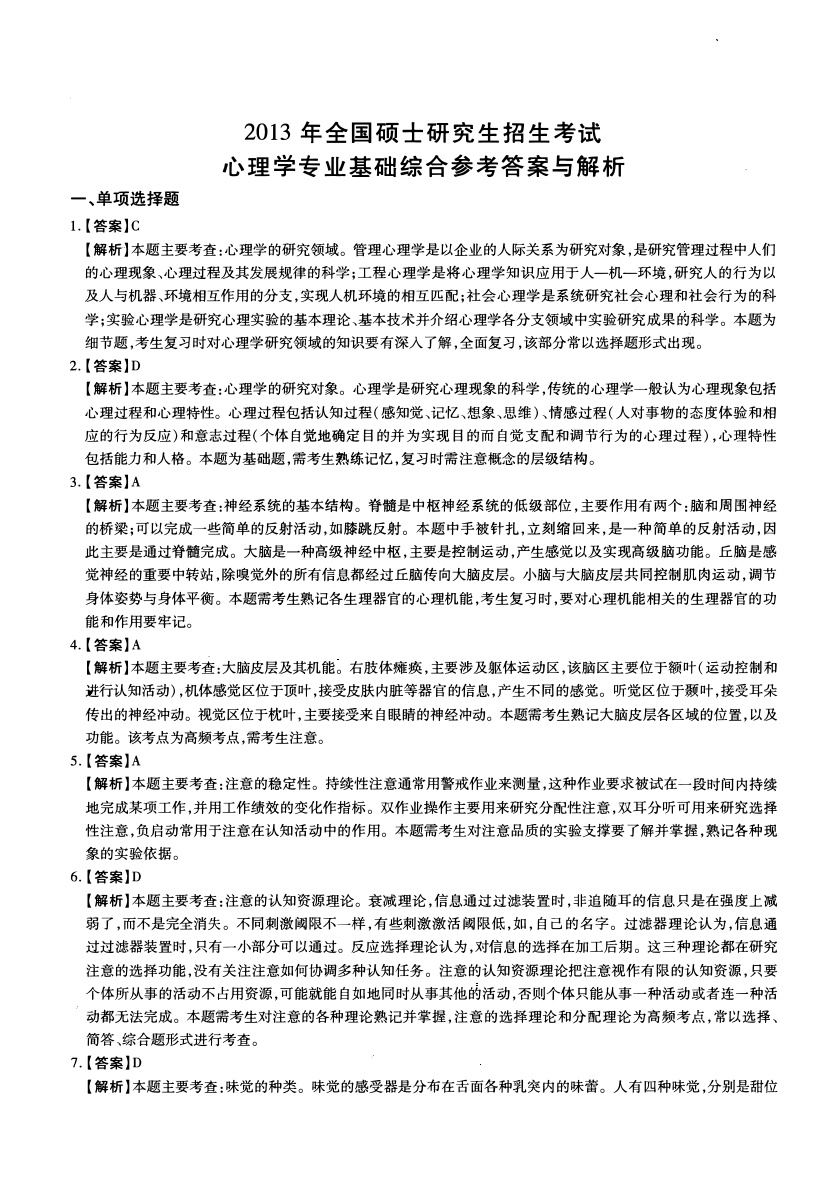 2013 年全国硕士研究生招生考试
心理学专业基础综合参考答案与解析
一、单项选择题
1.【答案】C
【解析】本题主要考查:心理学的研究领域。管理心理学是以企业的人际关系为研究对象,是研究管理过程中人们
的心理现象、心理过程及其发展规律的科学;工程心理学是将心理学知识应用于人—机—环境,研究人的行为以
及人与机器、环境相互作用的分支,实现人机环境的相互匹配;社会心理学是系统研究社会心理和社会行为的科
学;实验心理学是研究心理实验的基本理论、基本技术并介绍心理学各分支领域中实验研究成果的科学。本题为
细节题,考生复习时对心理学研究领域的知识要有深入了解,全面复习,该部分常以选择题形式出现。
2.【答案】D
【解析】本题主要考查:心理学的研究对象。心理学是研究心理现象的科学,传统的心理学一般认为心理现象包括
心理过程和心理特性。心理过程包括认知过程(感知觉、记忆、想象、思维)、情感过程(人对事物的态度体验和相
应的行为反应)和意志过程(个体自觉地确定目的并为实现目的而自觉支配和调节行为的心理过程),心理特性
包括能力和人格。本题为基础题,需考生熟练记忆,复习时需注意概念的层级结构。
3.【答案】A
【解析】本题主要考查:神经系统的基本结构。脊髓是中枢神经系统的低级部位,主要作用有两个:脑和周围神经
的桥梁;可以完成一些简单的反射活动,如膝跳反射。本题中手被针扎,立刻缩回来,是一种简单的反射活动,因
此主要是通过脊髓完成。大脑是一种高级神经中枢,主要是控制运动,产生感觉以及实现高级脑功能。丘脑是感
觉神经的重要中转站,除嗅觉外的所有信息都经过丘脑传向大脑皮层。小脑与大脑皮层共同控制肌肉运动,调节
身体姿势与身体平衡。本题需考生熟记各生理器官的心理机能,考生复习时,要对心理机能相关的生理器官的功
能和作用要牢记。
4.【答案】A
【解析】本题主要考查:大脑皮层及其机能。右肢体瘫痪,主要涉及躯体运动区,该脑区主要位于额叶(运动控制和
进行认知活动),机体感觉区位于顶叶,接受皮肤内脏等器官的信息,产生不同的感觉。听觉区位于颞叶,接受耳朵
传出的神经冲动。视觉区位于枕叶,主要接受来自眼睛的神经冲动。本题需考生熟记大脑皮层各区域的位置,以及
功能。该考点为高频考点,需考生注意。
5.【答案】A
【解析】本题主要考查:注意的稳定性。持续性注意通常用警戒作业来测量,这种作业要求被试在一段时间内持续
地完成某项工作,并用工作绩效的变化作指标。双作业操作主要用来研究分配性注意,双耳分听可用来研究选择
性注意,负启动常用于注意在认知活动中的作用。本题需考生对注意品质的实验支撑要了解并掌握,熟记各种现
象的实验依据。
6.【答案】D
【解析】本题主要考查:注意的认知资源理论。衰减理论,信息通过过滤装置时,非追随耳的信息只是在强度上减
弱了,而不是完全消失。不同刺激阈限不一样,有些刺激激活阈限低,如,自己的名字。过滤器理论认为,信息通
过过滤器装置时,只有一小部分可以通过。反应选择理论认为,对信息的选择在加工后期。这三种理论都在研究
注意的选择功能,没有关注注意如何协调多种认知任务。注意的认知资源理论把注意视作有限的认知资源,只要
个体所从事的活动不占用资源,可能就能自如地同时从事其他的活动,否则个体只能从事一种活动或者连一种活
动都无法完成。本题需考生对注意的各种理论熟记并掌握,注意的选择理论和分配理论为高频考点,常以选择、
简答、综合题形式进行考查。
7.【答案】D
【解析】本题主要考查:味觉的种类。味觉的感受器是分布在舌面各种乳突内的味蕾。人有四种味觉,分别是甜位